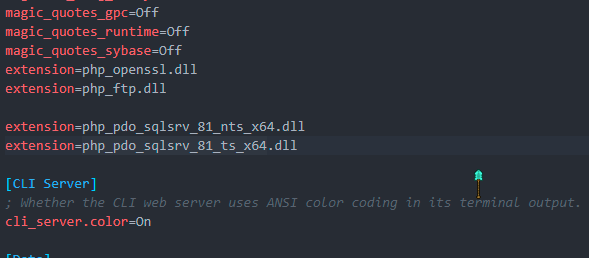 magic_quotes_gpc=Off
magic_quotes_runtime=Off
magic_quotes_sybase=Off
extension=php_openssl.dll
extension=php_ftp.dll
extension=php_pdo_sqlsrv_81_nts_x64.dll
extension=php_pdo_sqlsrv_81_ts_x64.dll
[CLI Server]
; Whether the CLI web server uses ANSI color coding in its terminal output.
cli_server.color=On